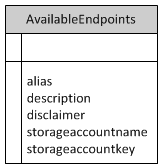 AvailableEndpoints
alias
description
disclaimer
storageaccountname
storageaccountkey